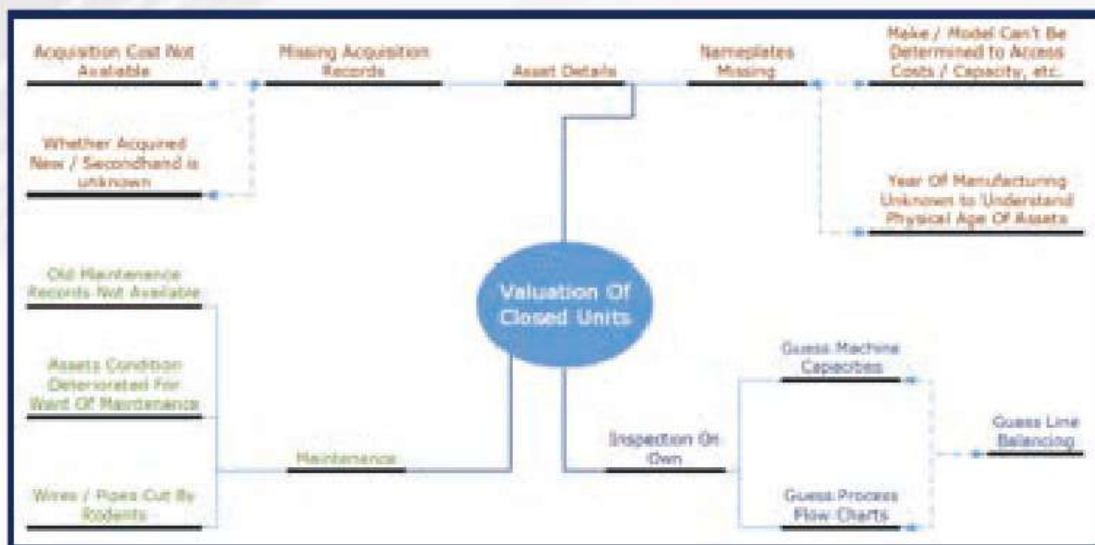 Acquisition Cost Not
Available
Missing Acquisition
Records
Asset Details
Nameplates
Missing
Make / Model Can't Be
Determined to Access
Costs / Capacity, etc.
Whether Acquired
New / Secondhand is
unknown
Year Of Manufacturing
Unknown to Understand
Physical Age Of Assets
Old Maintenance
Records Not Available
Valuation Of
Closed Units
Assets Condition
Deteriorated For
Want Of Maintenance
Guess Machine
Capacities
Maintenance
Inspection On
Own
Guess Line
Balancing
Wires / Pipes Cut By
Rodents
Guess Process
Flow Charts